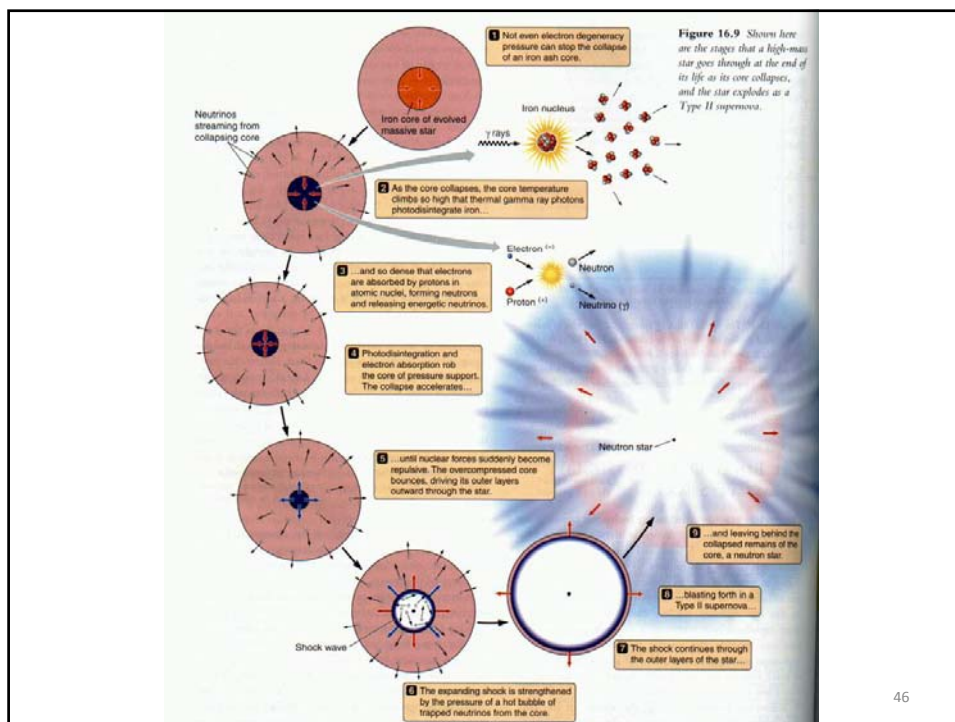 1 Not even electron degeneracy
pressure can stop the collapse
of an iron ash core.
Figure 16.9 Shown here
are the stages that a high-mass
star goes through at the end of
its life as its core collapses,
and the star explodes as a
Type II supernova.
Iron core of evolved
massive star
Neutrinos
streaming from
collapsing core
Iron nucleus
γ rays
2 As the core collapses, the core temperature
climbs so high that thermal gamma ray photons
photodisintegrate iron…
Electron (–)
Neutron
Proton (+)
Neutrino (γ)
3 …and so dense that electrons
are absorbed by protons in
atomic nuclei, forming neutrons
and releasing energetic neutrinos.
4 Photodisintegration and
electron absorption rob
the core of pressure support.
The collapse accelerates…
Neutron star
5 …until nuclear forces suddenly become
repulsive. The overcompressed core
bounces, driving its outer layers
outward through the star.
9 …and leaving behind the
collapsed remains of the
core, a neutron star.
8 …blasting forth in a
Type II supernova…
Shock wave
7 The shock continues through
the outer layers of the star…
6 The expanding shock is strengthened
by the pressure of a hot bubble of
trapped neutrinos from the core.
46